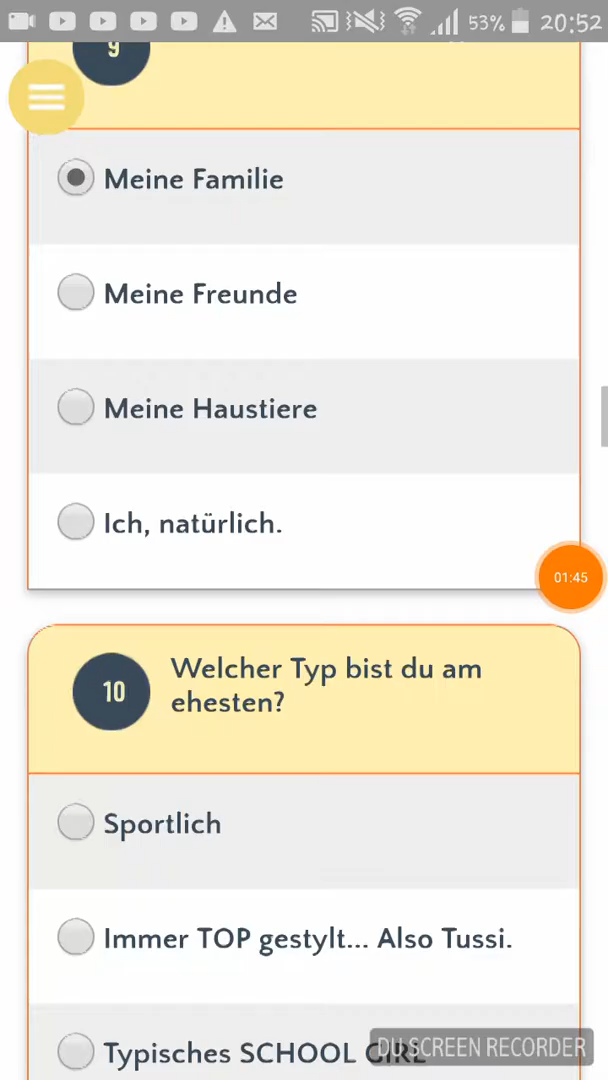 53% 20:52
9
Meine Familie
Meine Freunde
Meine Haustiere
Ich, natürlich.
01:45
10 Welcher Typ bist du am
ehesten?
Sportlich
Immer TOP gestylt... Also Tussi.
Typisches SCHOOL GIRL
DU SCREEN RECORDER